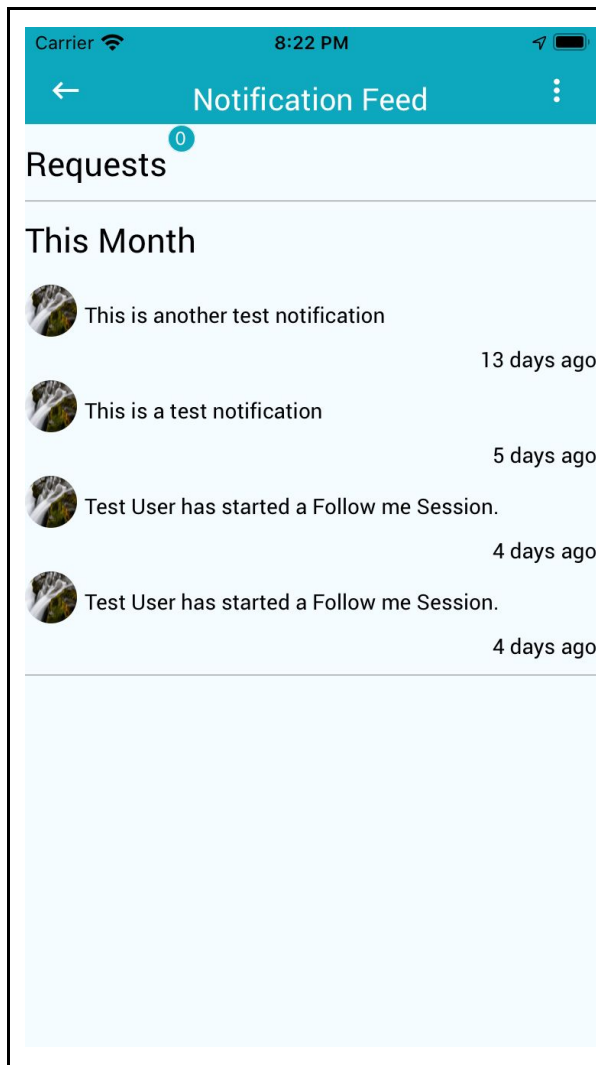 Carrier 8:22 PM
Notification Feed
0
Requests
This Month
This is another test notification
13 days ago
This is a test notification
5 days ago
Test User has started a Follow me Session.
4 days ago
Test User has started a Follow me Session.
4 days ago